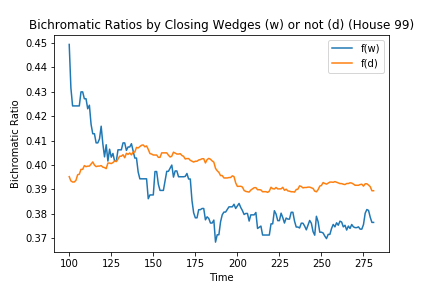 Bichromatic Ratios by Closing Wedges (w) or not (d) (House 99)
f(w)
f(d)
Bichromatic Ratio
0.45
0.44
0.43
0.42
0.41
0.40
0.39
0.38
0.37
100 125 150 175 200 225 250 275
Time